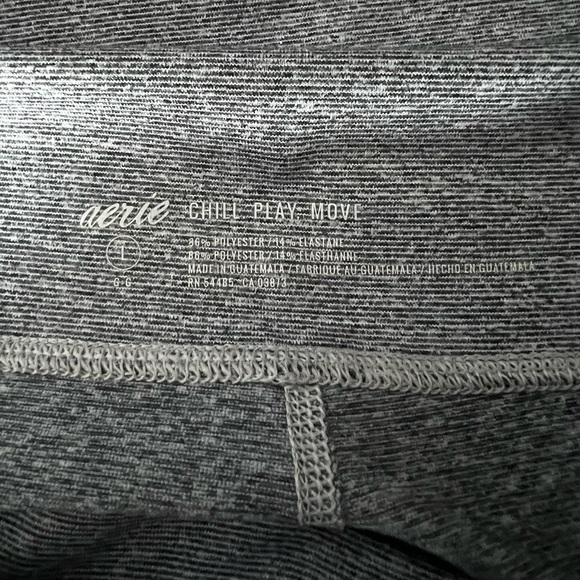 aerie CHILL. PLAY. MOVE.
86% POLYESTER / 14% ELASTANE
86% POLYESTER / 14% ÉLASTHANNE
MADE IN GUATEMALA / FABRIQUÉ AU GUATEMALA / HECHO EN GUATEMALA
G-G
RN 54485 CA 09873